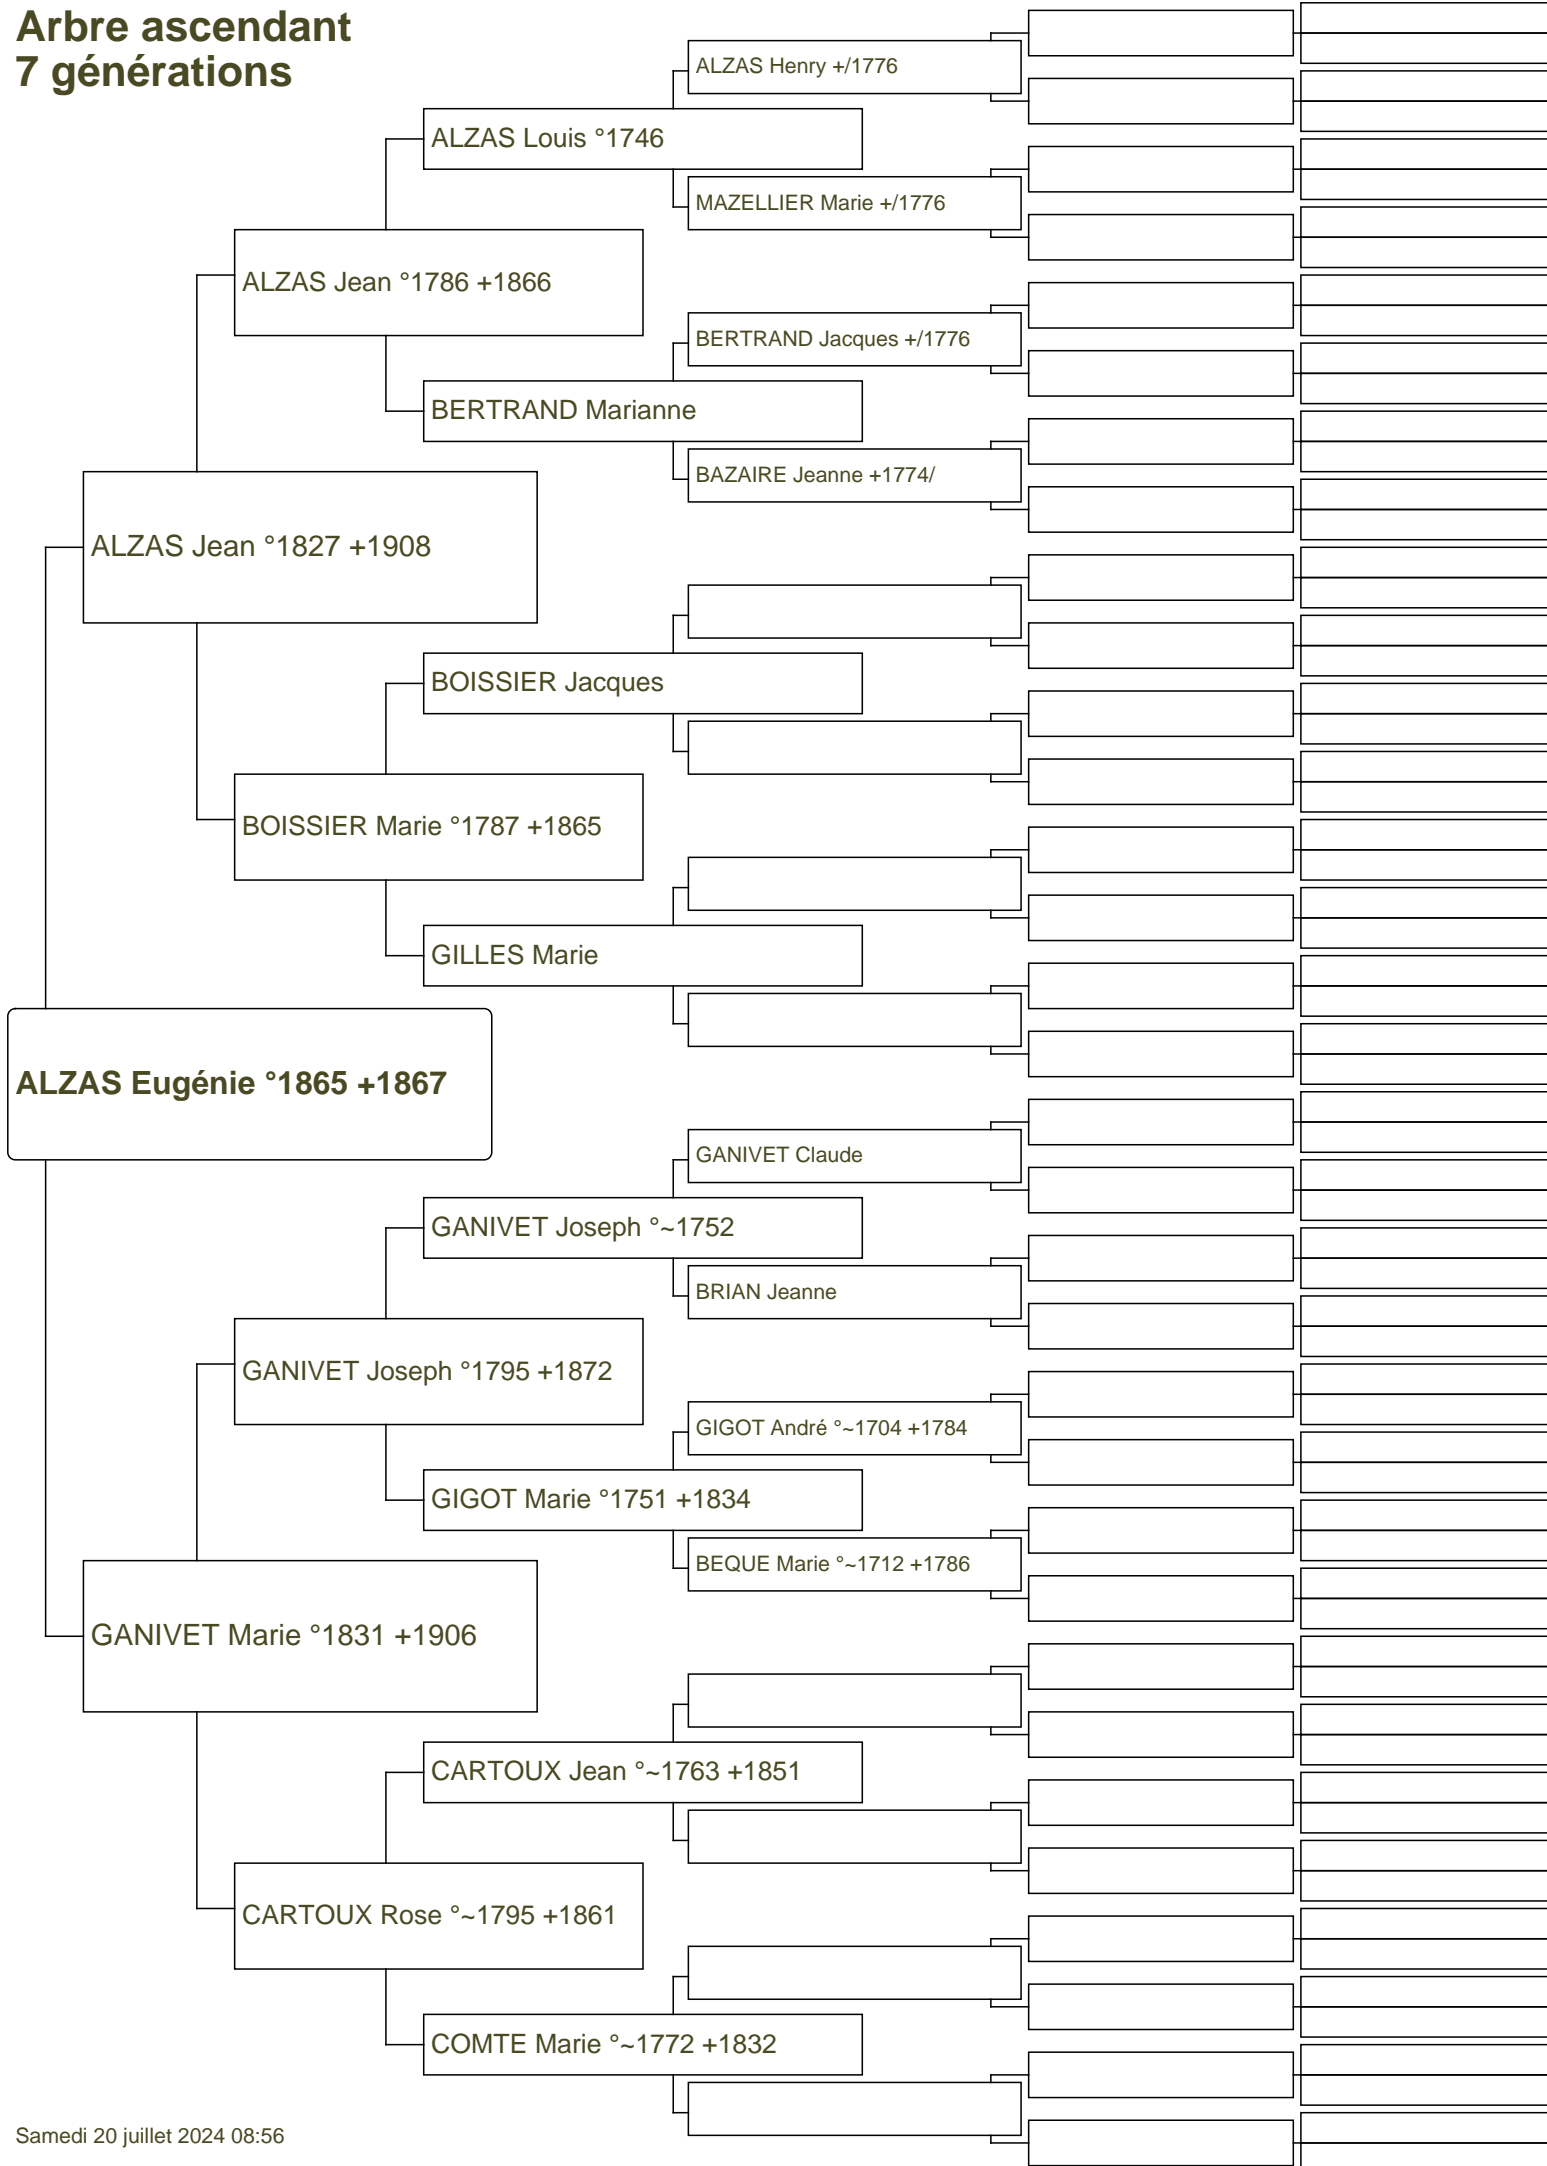 Arbre ascendant
7 générations
ALZAS Henry +/1776
ALZAS Louis °1746
MAZELLIER Marie +/1776
ALZAS Jean °1786 +1866
BERTRAND Jacques +/1776
BERTRAND Marianne
BAZAIRE Jeanne +1774/
ALZAS Jean °1827 +1908
BOISSIER Jacques
BOISSIER Marie °1787 +1865
GILLES Marie
ALZAS Eugénie °1865 +1867
GANIVET Claude
GANIVET Joseph °~1752
BRIAN Jeanne
GANIVET Joseph °1795 +1872
GIGOT André °~1704 +1784
GIGOT Marie °1751 +1834
BEQUE Marie °~1712 +1786
GANIVET Marie °1831 +1906
CARTOUX Jean °~1763 +1851
CARTOUX Rose °~1795 +1861
COMTE Marie °~1772 +1832
Samedi 20 juillet 2024 08:56